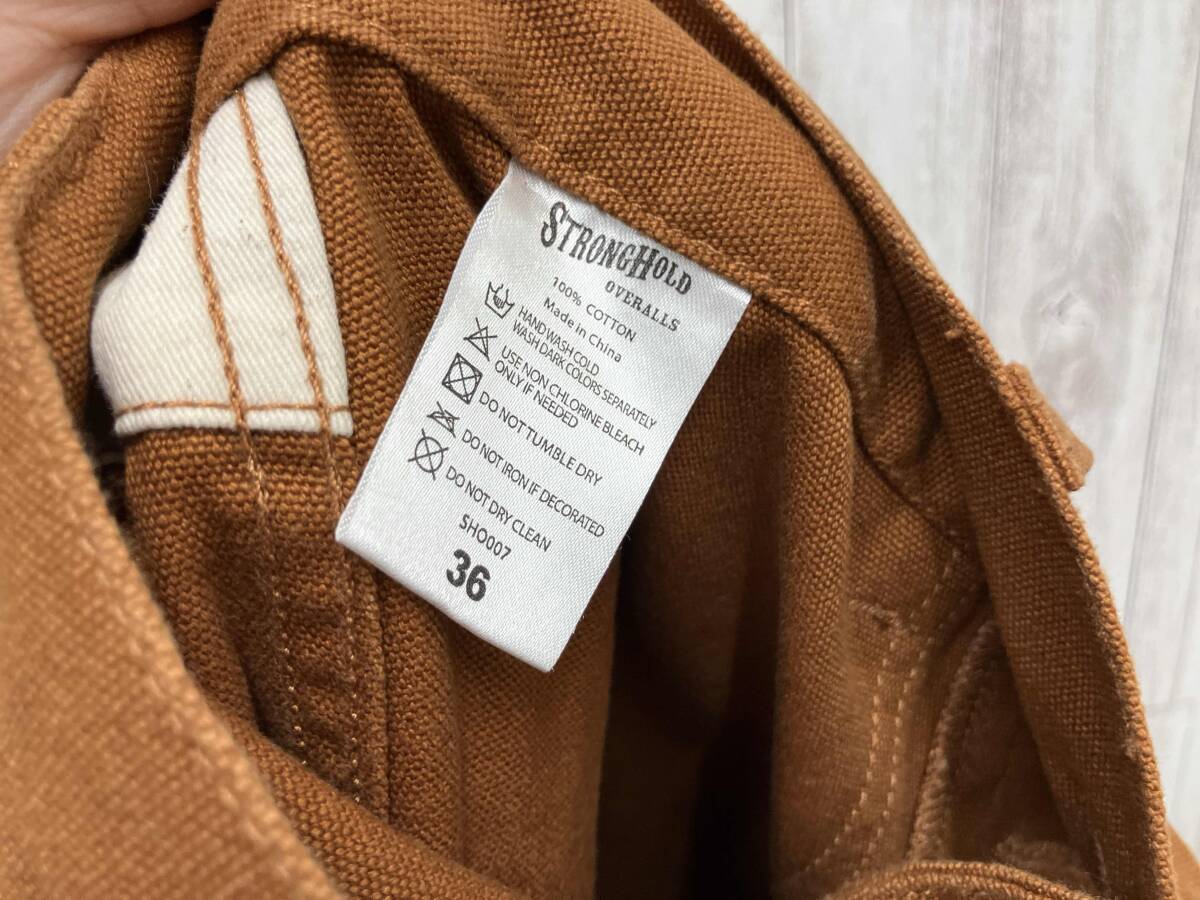 STRONGHOLD
OVERALLS
100% COTTON
Made in China
HAND WASH COLD
WASH DARK COLORS SEPARATELY
USE NON CHLORINE BLEACH
ONLY IF NEEDED
DO NOT TUMBLE DRY
DO NOT IRON IF DECORATED
DO NOT DRY CLEAN
SHO007
36